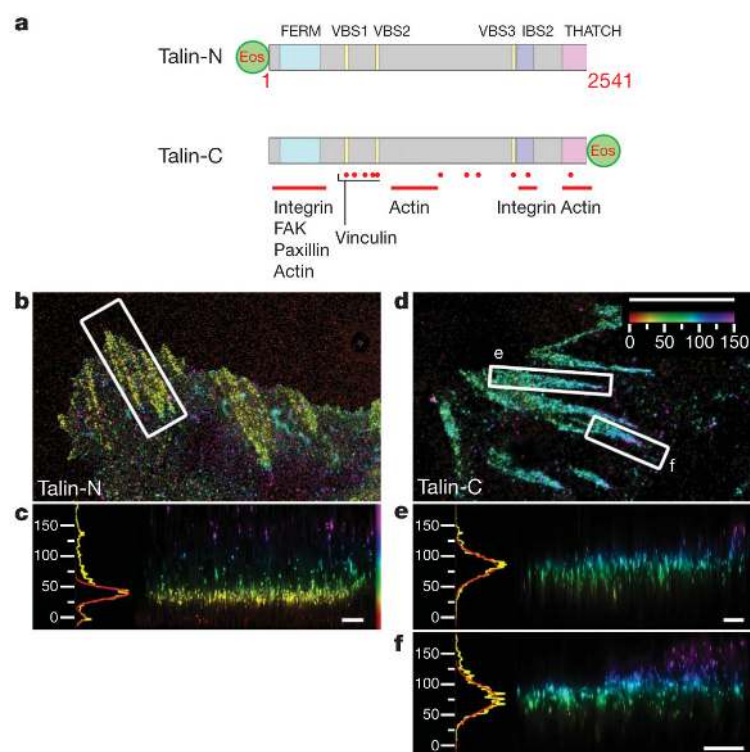 a
FERM VBS1 VBS2 VBS3 IBS2 THATCH
Talin-N Eos
1 2541
Talin-C Eos
Integrin Actin Integrin Actin
FAK Vinculin
Paxillin
Actin
b
Talin-N
d
0 50 100 150
e
f
Talin-C
c
150
100
50
0
e
150
100
50
0
f
150
100
50
0